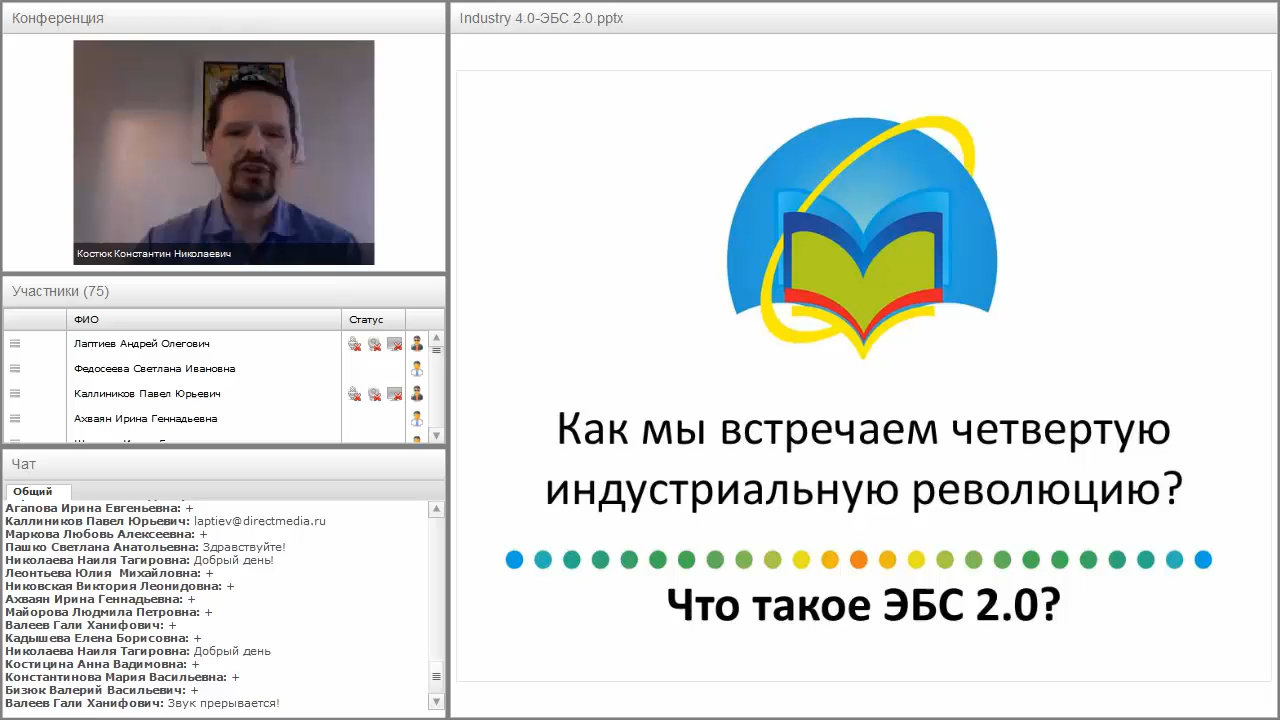 Конференция
Костюк Константин Николаевич
Участники (75)
ФИО
Статус
Лаптиев Андрей Олегович
Федосеева Светлана Ивановна
Каллиников Павел Юрьевич
Ахваян Ирина Геннадьевна
Чат
Общий
Агапова Ирина Евгеньевна: +
Каллиников Павел Юрьевич: laptiev@directmedia.ru
Маркова Любовь Алексеевна: +
Пашко Светлана Анатольевна: Здравствуйте!
Николаева Наиля Тагировна: Добрый день!
Леонтьева Юлия Михайловна: +
Никовская Виктория Леонидовна: +
Ахваян Ирина Геннадьевна: +
Майорова Людмила Петровна: +
Валеев Гали Ханифович: +
Кадышева Елена Борисовна: +
Николаева Наиля Тагировна: Добрый день
Костицина Анна Вадимовна: +
Константинова Мария Васильевна: +
Бизюк Валерий Васильевич: +
Валеев Гали Ханифович: Звук прерывается!
Industry 4.0-ЭБС 2.0.pptx
Как мы встречаем четвертую
индустриальную революцию?
Что такое ЭБС 2.0?